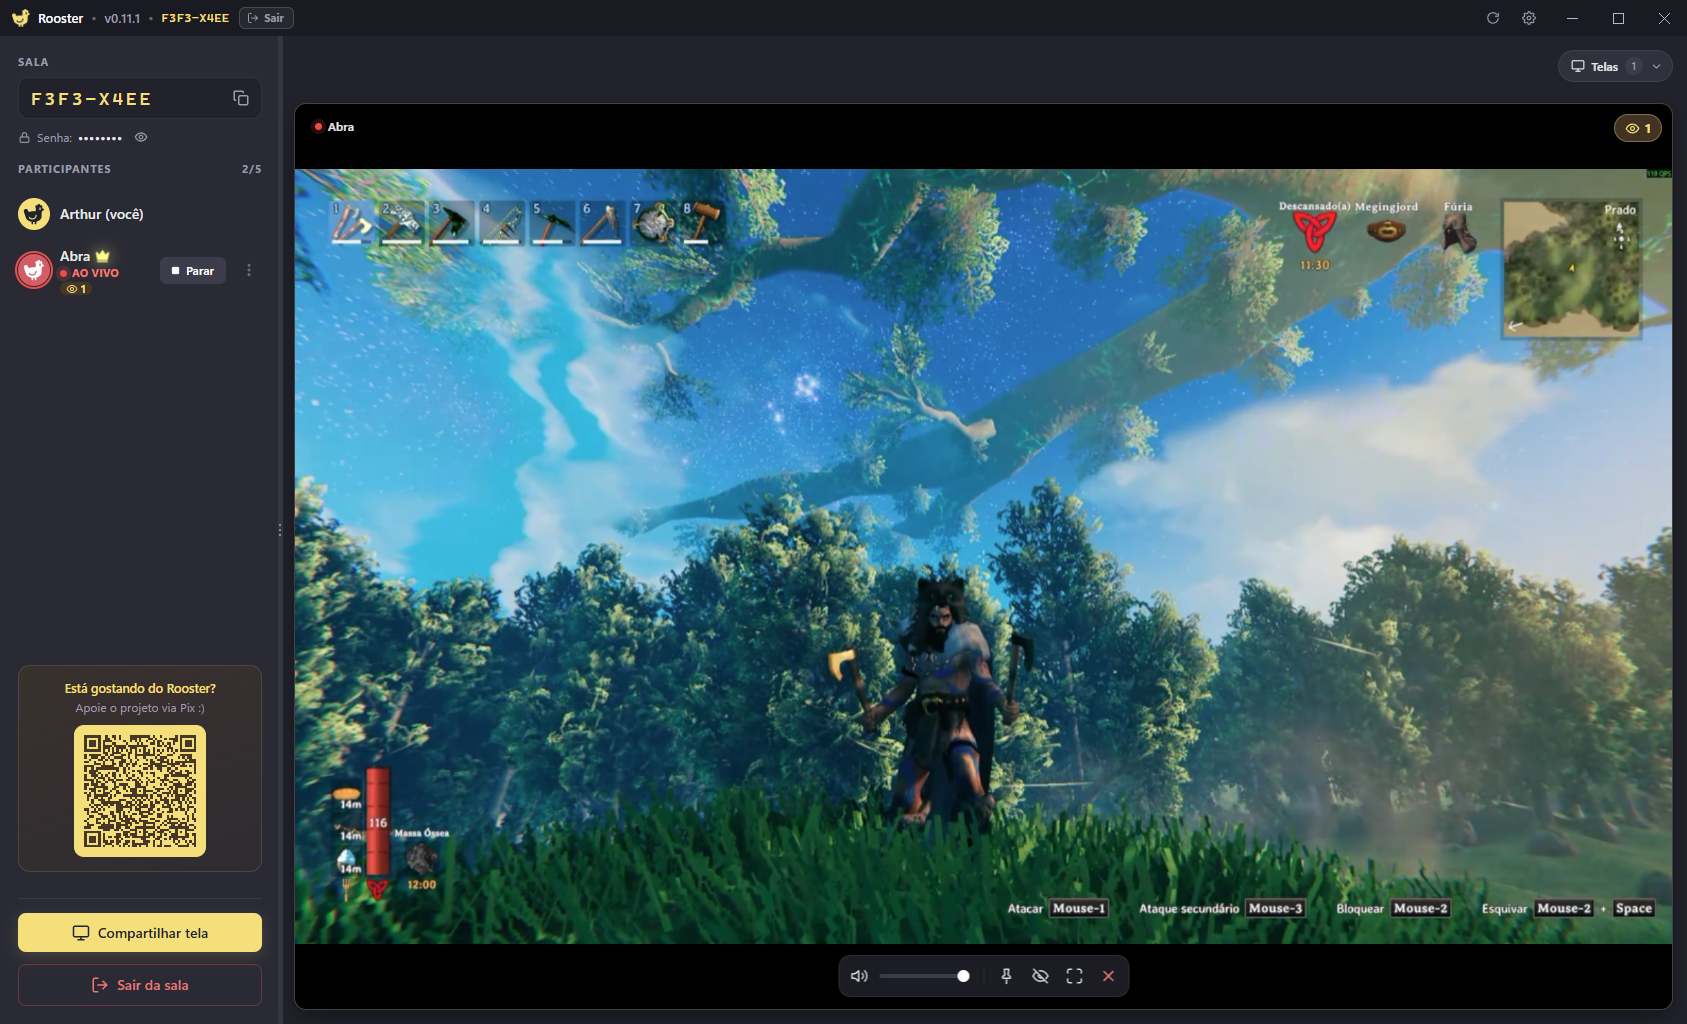 Rooster • v0.11.1 • F3F3-X4EE Sair
SALA
F3F3-X4EE
Senha: ••••••••
PARTICIPANTES 2/5
Arthur (você)
Abra
AO VIVO
1
Parar
Está gostando do Rooster?
Apoie o projeto via Pix :)
Compartilhar tela
Sair da sala
Telas 1
Abra
1
119 QPS
1 2 3 4 5 6 7 8
Descansado(a) Megingjord Fúria
11:30
Prado
14m
116
14m
Massa Óssea
14m
12:00
Atacar Mouse-1 Ataque secundário Mouse-3 Bloquear Mouse-2 Esquivar Mouse-2 + Space